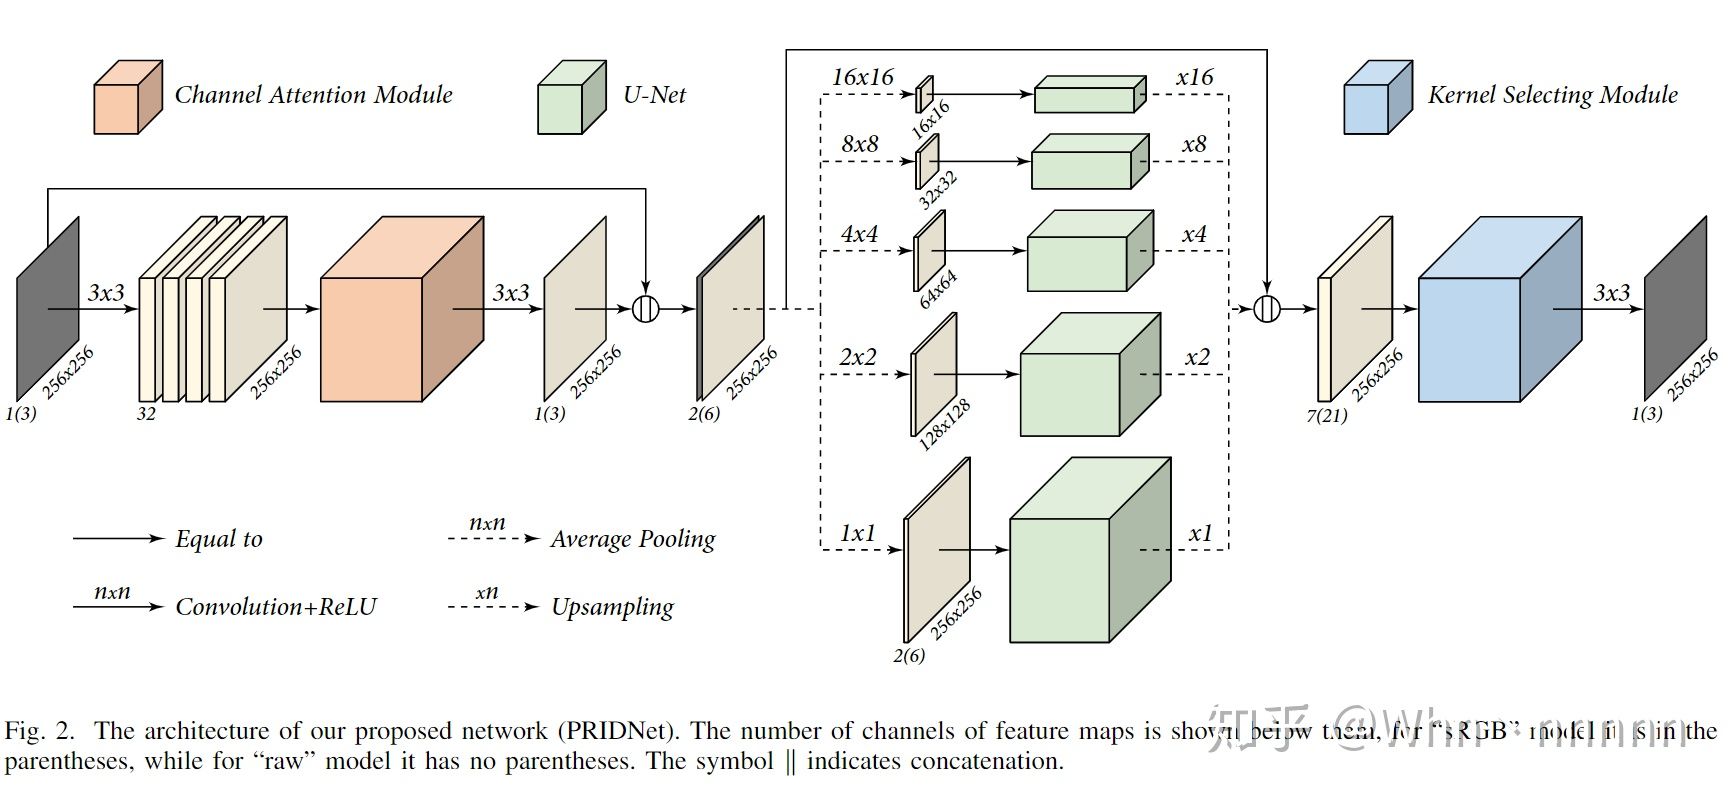 Channel Attention Module
U-Net
Kernel Selecting Module
16x16
16x16
x16
8x8
32x32
x8
4x4
64x64
x4
2x2
128x128
x2
1x1
256x256
2(6)
x1
3x3
256x256
1(3)
256x256
32
3x3
256x256
1(3)
256x256
2(6)
256x256
7(21)
3x3
256x256
1(3)
Equal to
nxn
Average Pooling
nxn
Convolution+ReLU
xn
Upsampling
Fig. 2. The architecture of our proposed network (PRIDNet). The number of channels of feature maps is shown below them, for “sRGB” model it is in the
parentheses, while for “raw” model it has no parentheses. The symbol || indicates concatenation.
知乎